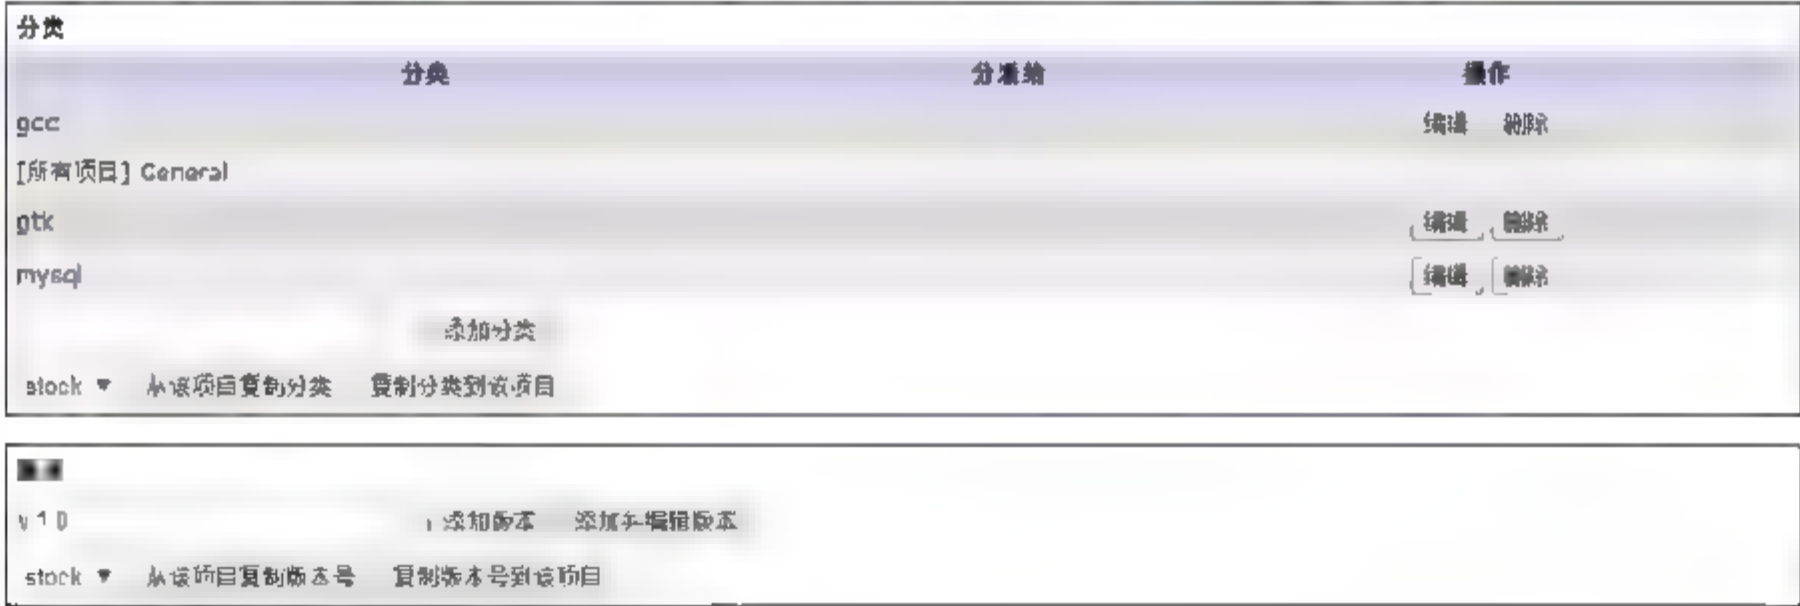 分类
分类 分派给 操作
gcc 编辑 删除
[所有项目] General
gtk 编辑 删除
mysql 编辑 删除
添加分类
stock 从该项目复制分类 复制分类到该项目
v 1 0 添加版本 添加并编辑版本
stock 从该项目复制版本号 复制版本号到该项目